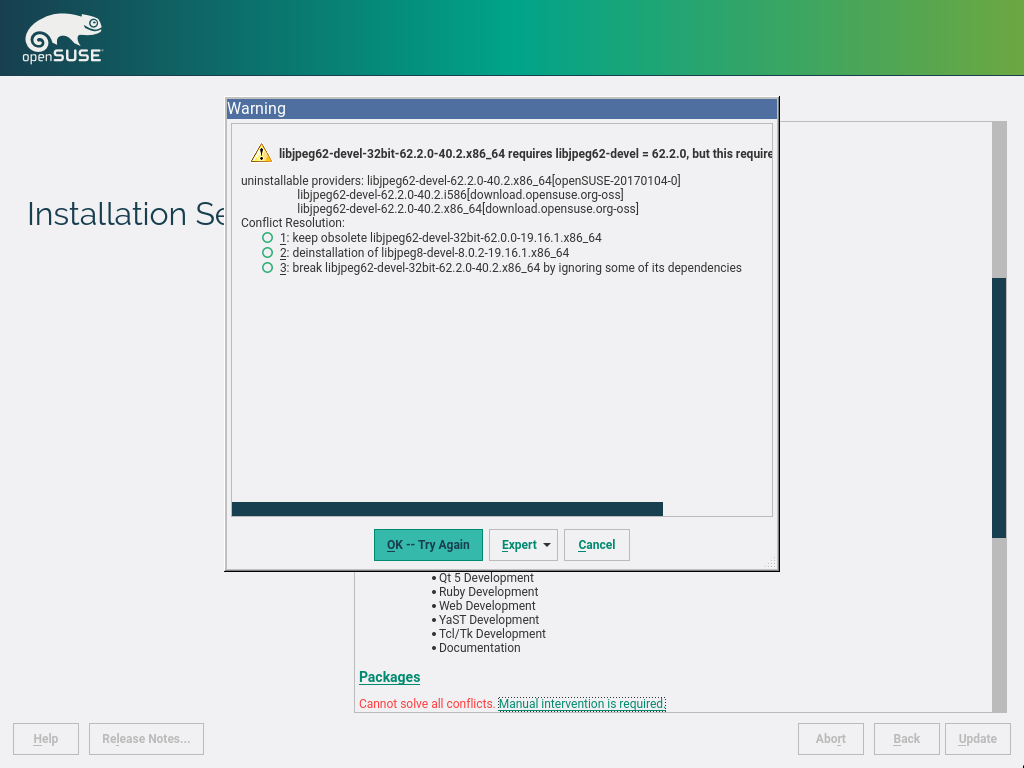 openSUSE
Warning
libjpeg62-devel-32bit-62.2.0-40.2.x86_64 requires libjpeg62-devel = 62.2.0, but this require
uninstallable providers: libjpeg62-devel-62.2.0-40.2.x86_64[openSUSE-20170104-0]
libjpeg62-devel-62.2.0-40.2.i586[download.opensuse.org-oss]
libjpeg62-devel-62.2.0-40.2.x86_64[download.opensuse.org-oss]
Installation Se
Conflict Resolution:
1: keep obsolete libjpeg62-devel-32bit-62.0.0-19.16.1.x86_64
2: deinstallation of libjpeg8-devel-8.0.2-19.16.1.x86_64
3: break libjpeg62-devel-32bit-62.2.0-40.2.x86_64 by ignoring some of its dependencies
OK -- Try Again Expert Cancel
• Qt 5 Development
• Ruby Development
• Web Development
• YaST Development
• Tcl/Tk Development
• Documentation
Packages
Cannot solve all conflicts. Manual intervention is required.
Help Release Notes... Abort Back Update